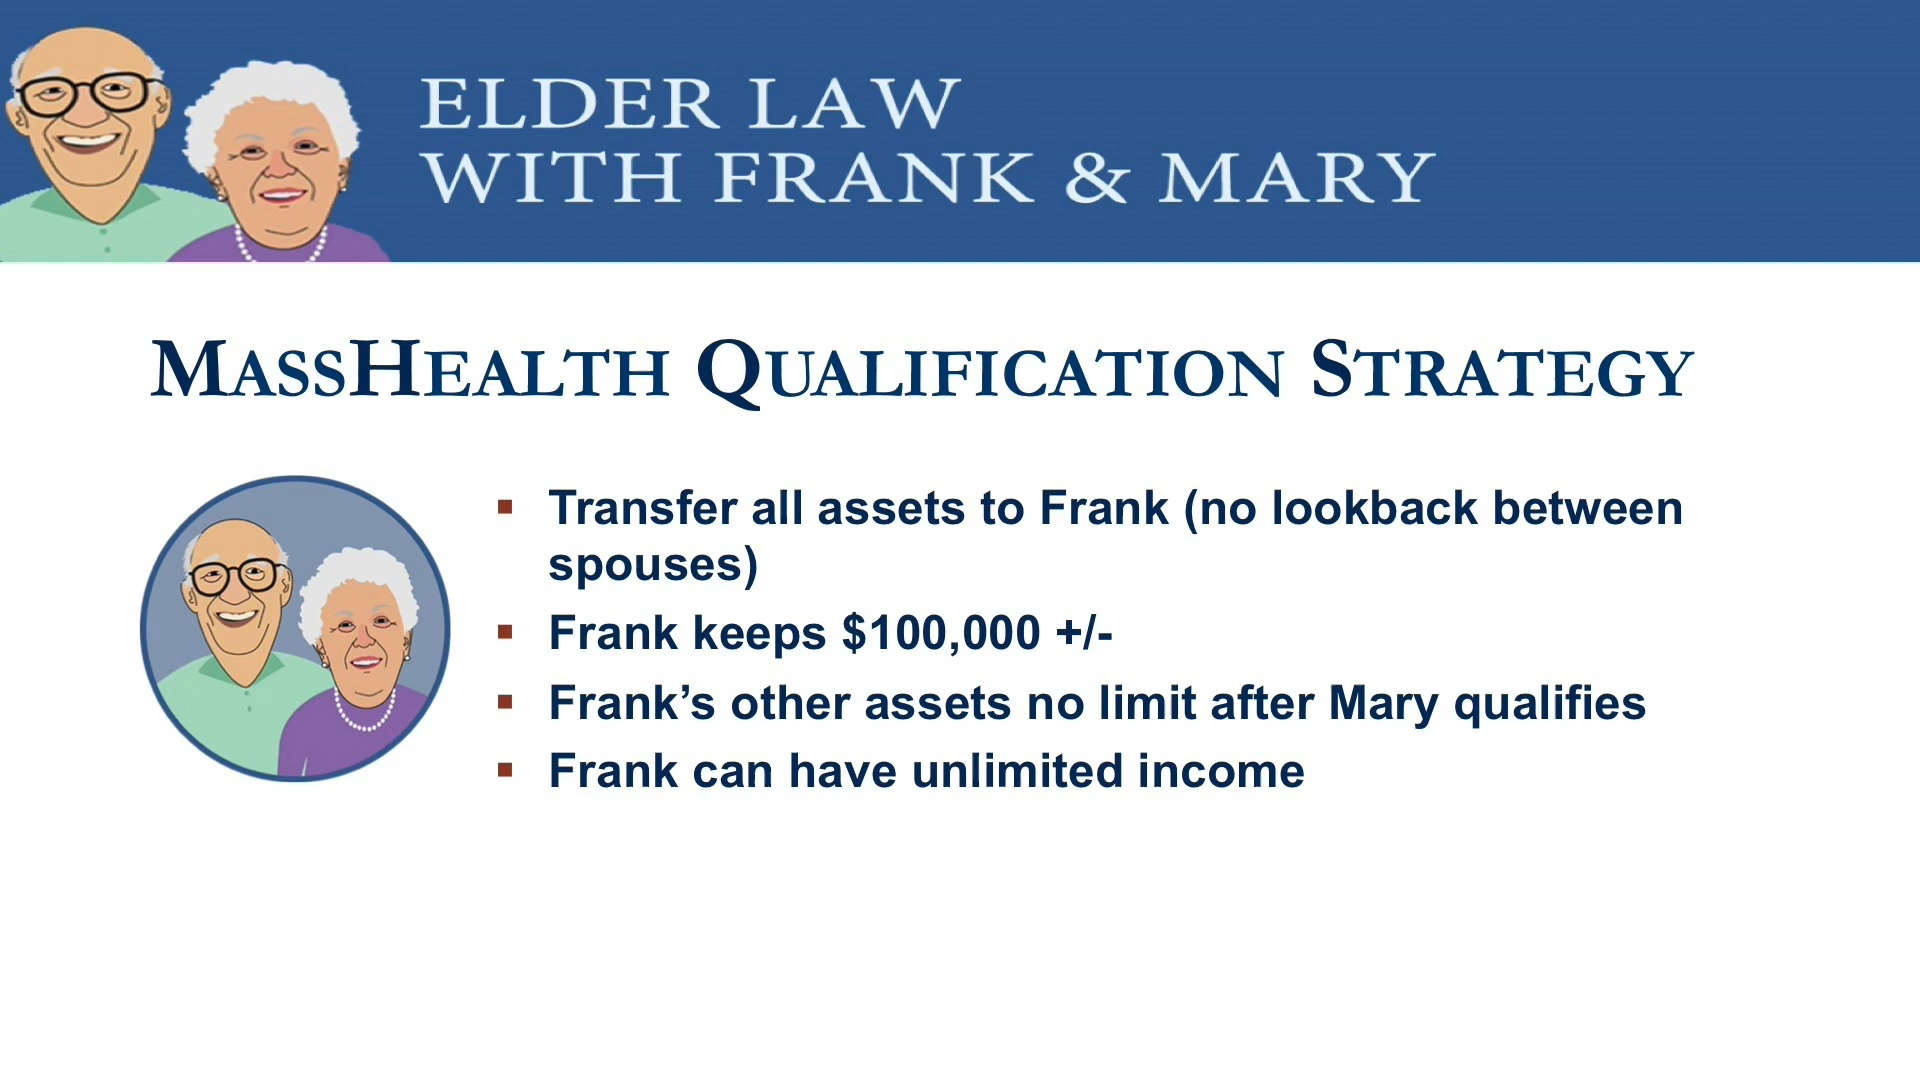 ELDER LAW
WITH FRANK & MARY
MASSHEALTH QUALIFICATION STRATEGY
▪ Transfer all assets to Frank (no lookback between
spouses)
▪ Frank keeps $100,000 +/-
▪ Frank’s other assets no limit after Mary qualifies
▪ Frank can have unlimited income